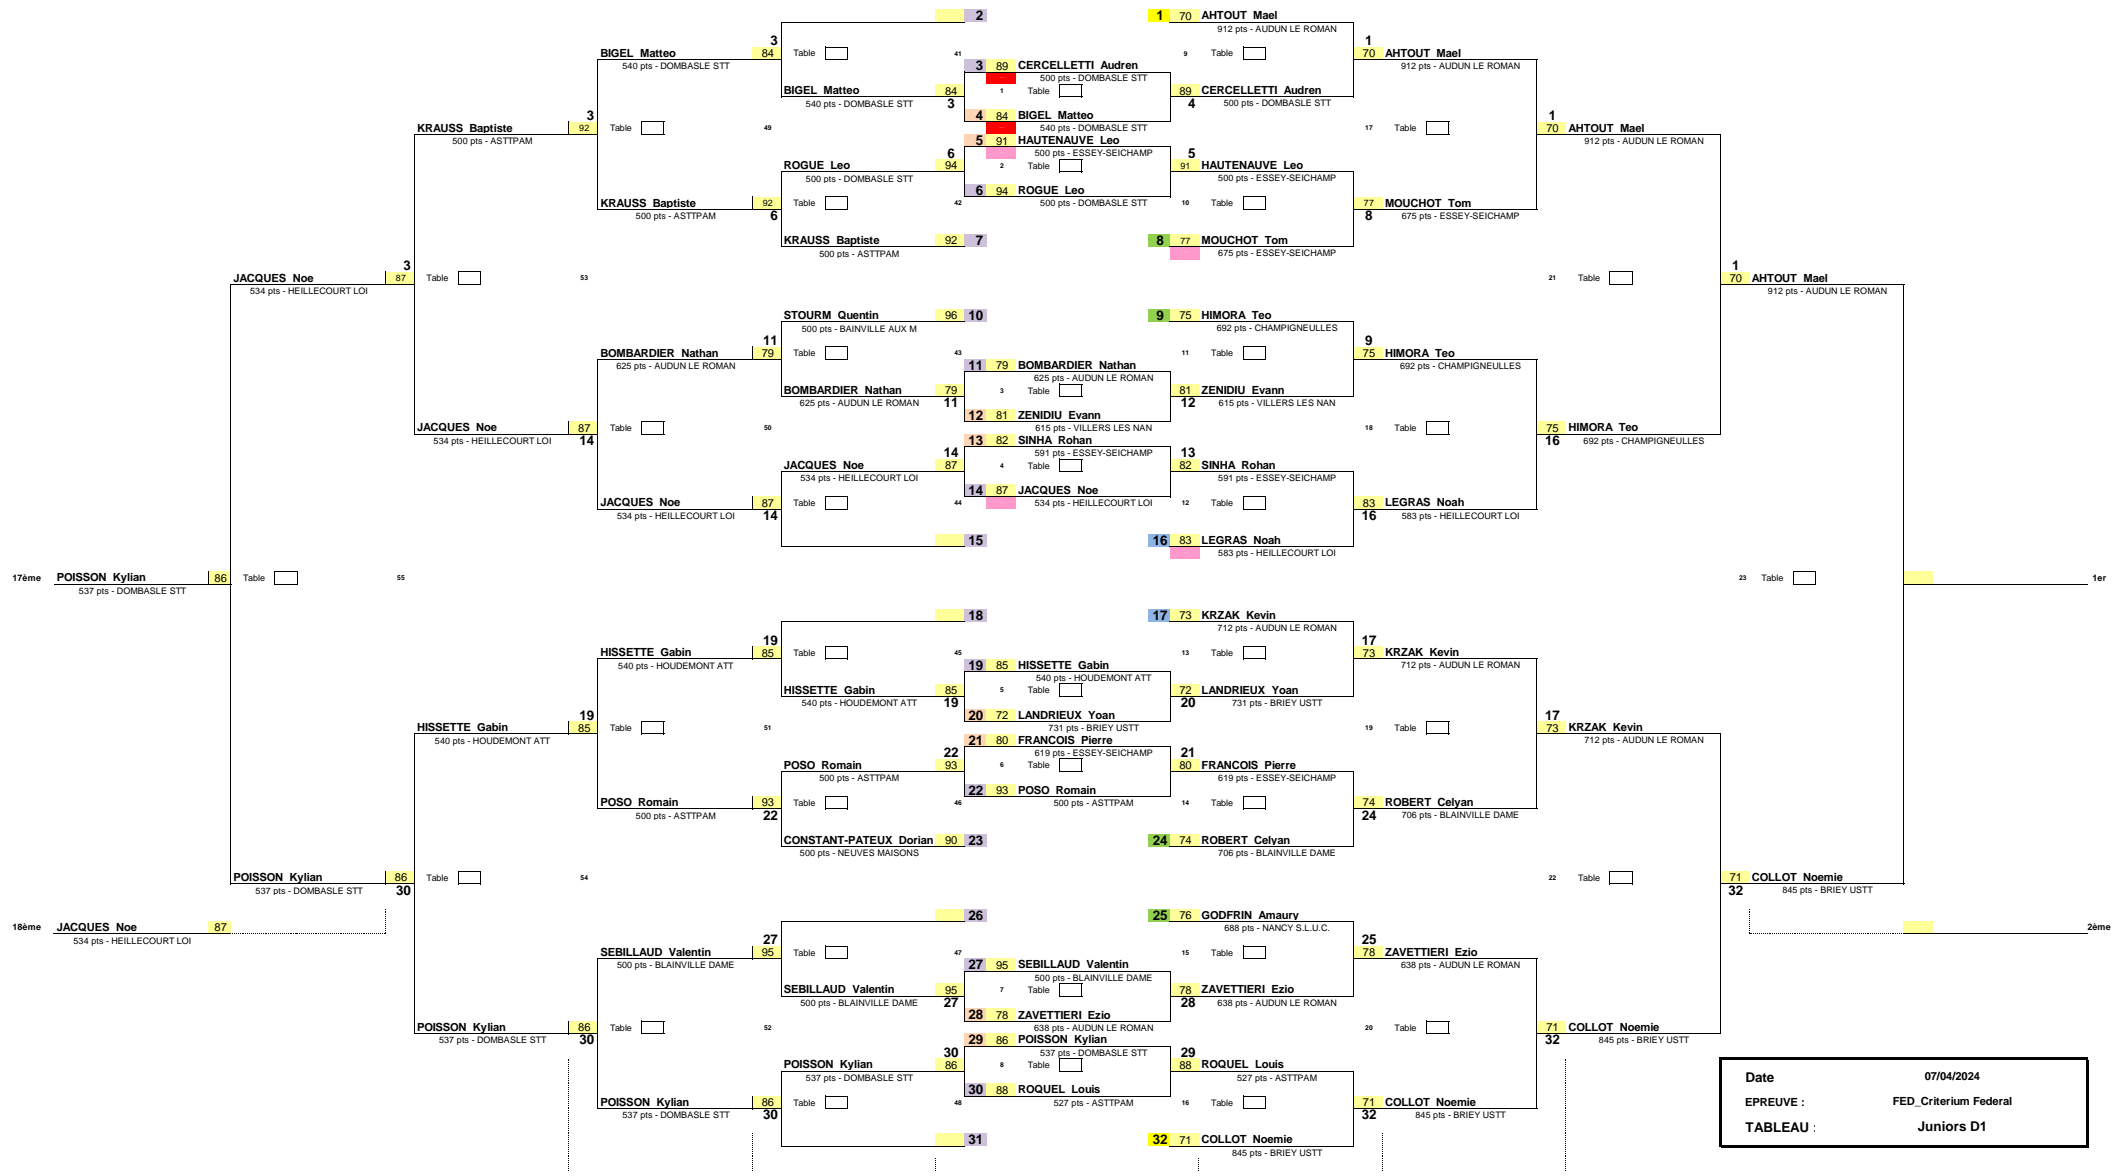 2 1 70 AHTOUT Mael
912 pts - AUDUN LE ROMAN
3 1
BIGEL Matteo 84 Table 41 9 Table 70 AHTOUT Mael
540 pts - DOMBASLE STT 3 89 CERCELLETTI Audren 912 pts - AUDUN LE ROMAN
500 pts - DOMBASLE STT
BIGEL Matteo 84 1 Table 89 CERCELLETTI Audren
540 pts - DOMBASLE STT 3 4 500 pts - DOMBASLE STT
3 4 84 BIGEL Matteo 1
KRAUSS Baptiste 92 Table 49 540 pts - DOMBASLE STT 17 Table 70 AHTOUT Mael
500 pts - ASTTPAM 5 91 HAUTENAUVE Leo 912 pts - AUDUN LE ROMAN
6 500 pts - ESSEY-SEICHAMP 5
ROGUE Leo 94 2 Table 91 HAUTENAUVE Leo
500 pts - DOMBASLE STT 500 pts - ESSEY-SEICHAMP
6 94 ROGUE Leo
KRAUSS Baptiste 92 Table 42 500 pts - DOMBASLE STT 10 Table 77 MOUCHOT Tom
500 pts - ASTTPAM 6 8 675 pts - ESSEY-SEICHAMP
KRAUSS Baptiste 92 7 8 77 MOUCHOT Tom
500 pts - ASTTPAM 675 pts - ESSEY-SEICHAMP
3 1
JACQUES Noe 87 Table 53 21 Table 70 AHTOUT Mael
534 pts - HEILLECOURT LOI 912 pts - AUDUN LE ROMAN
STOURM Quentin 96 10 9 75 HIMORA Teo
500 pts - BAINVILLE AUX M 692 pts - CHAMPIGNEULLES
11 9
BOMBARDIER Nathan 79 Table 43 11 Table 75 HIMORA Teo
625 pts - AUDUN LE ROMAN 11 79 BOMBARDIER Nathan 692 pts - CHAMPIGNEULLES
625 pts - AUDUN LE ROMAN
BOMBARDIER Nathan 79 3 Table 81 ZENIDIU Evann
625 pts - AUDUN LE ROMAN 11 12 615 pts - VILLERS LES NAN
12 81 ZENIDIU Evann
JACQUES Noe 87 Table 50 615 pts - VILLERS LES NAN 18 Table 75 HIMORA Teo
534 pts - HEILLECOURT LOI 14 13 82 SINHA Rohan 16 692 pts - CHAMPIGNEULLES
14 591 pts - ESSEY-SEICHAMP 13
JACQUES Noe 87 4 Table 82 SINHA Rohan
534 pts - HEILLECOURT LOI 591 pts - ESSEY-SEICHAMP
14 87 JACQUES Noe
JACQUES Noe 87 Table 44 534 pts - HEILLECOURT LOI 12 Table 83 LEGRAS Noah
534 pts - HEILLECOURT LOI 14 16 583 pts - HEILLECOURT LOI
15 16 83 LEGRAS Noah
583 pts - HEILLECOURT LOI
17ème POISSON Kylian 86 Table 55 23 Table 1er
537 pts - DOMBASLE STT
18 17 73 KRZAK Kevin
712 pts - AUDUN LE ROMAN
19 17
HISSETTE Gabin 85 Table 45 13 Table 73 KRZAK Kevin
540 pts - HOUDEMONT ATT 19 85 HISSETTE Gabin 712 pts - AUDUN LE ROMAN
540 pts - HOUDEMONT ATT
HISSETTE Gabin 85 5 Table 72 LANDRIEUX Yoan
540 pts - HOUDEMONT ATT 19 20 731 pts - BRIEY USTT
19 20 72 LANDRIEUX Yoan 17
HISSETTE Gabin 85 Table 51 731 pts - BRIEY USTT 19 Table 73 KRZAK Kevin
540 pts - HOUDEMONT ATT 21 80 FRANCOIS Pierre 712 pts - AUDUN LE ROMAN
22 619 pts - ESSEY-SEICHAMP 21
POSO Romain 93 6 Table 80 FRANCOIS Pierre
500 pts - ASTTPAM 619 pts - ESSEY-SEICHAMP
22 93 POSO Romain
POSO Romain 93 Table 46 500 pts - ASTTPAM 14 Table 74 ROBERT Celyan
500 pts - ASTTPAM 22 24 706 pts - BLAINVILLE DAME
CONSTANT-PATEUX Dorian 90 23 24 74 ROBERT Celyan
500 pts - NEUVES MAISONS 706 pts - BLAINVILLE DAME
POISSON Kylian 86 Table 54 22 Table 71 COLLOT Noemie
537 pts - DOMBASLE STT 30 32 845 pts - BRIEY USTT
26 25 76 GODFRIN Amaury
18ème JACQUES Noe 87 688 pts - NANCY S.L.U.C. 2ème
534 pts - HEILLECOURT LOI 27 25
SEBILLAUD Valentin 95 Table 47 15 Table 78 ZAVETTIERI Ezio
500 pts - BLAINVILLE DAME 27 95 SEBILLAUD Valentin 638 pts - AUDUN LE ROMAN
500 pts - BLAINVILLE DAME
SEBILLAUD Valentin 95 7 Table 78 ZAVETTIERI Ezio
500 pts - BLAINVILLE DAME 27 28 638 pts - AUDUN LE ROMAN
28 78 ZAVETTIERI Ezio
POISSON Kylian 86 Table 52 638 pts - AUDUN LE ROMAN 20 Table 71 COLLOT Noemie
537 pts - DOMBASLE STT 30 29 86 POISSON Kylian 32 845 pts - BRIEY USTT
30 537 pts - DOMBASLE STT 29
POISSON Kylian 86 8 Table 88 ROQUEL Louis
537 pts - DOMBASLE STT 527 pts - ASTTPAM
30 88 ROQUEL Louis
POISSON Kylian 86 Table 48 527 pts - ASTTPAM 16 Table 71 COLLOT Noemie
537 pts - DOMBASLE STT 30 32 845 pts - BRIEY USTT
31 32 71 COLLOT Noemie
845 pts - BRIEY USTT
Date 07/04/2024
EPREUVE : FED_Criterium Federal
TABLEAU : Juniors D1